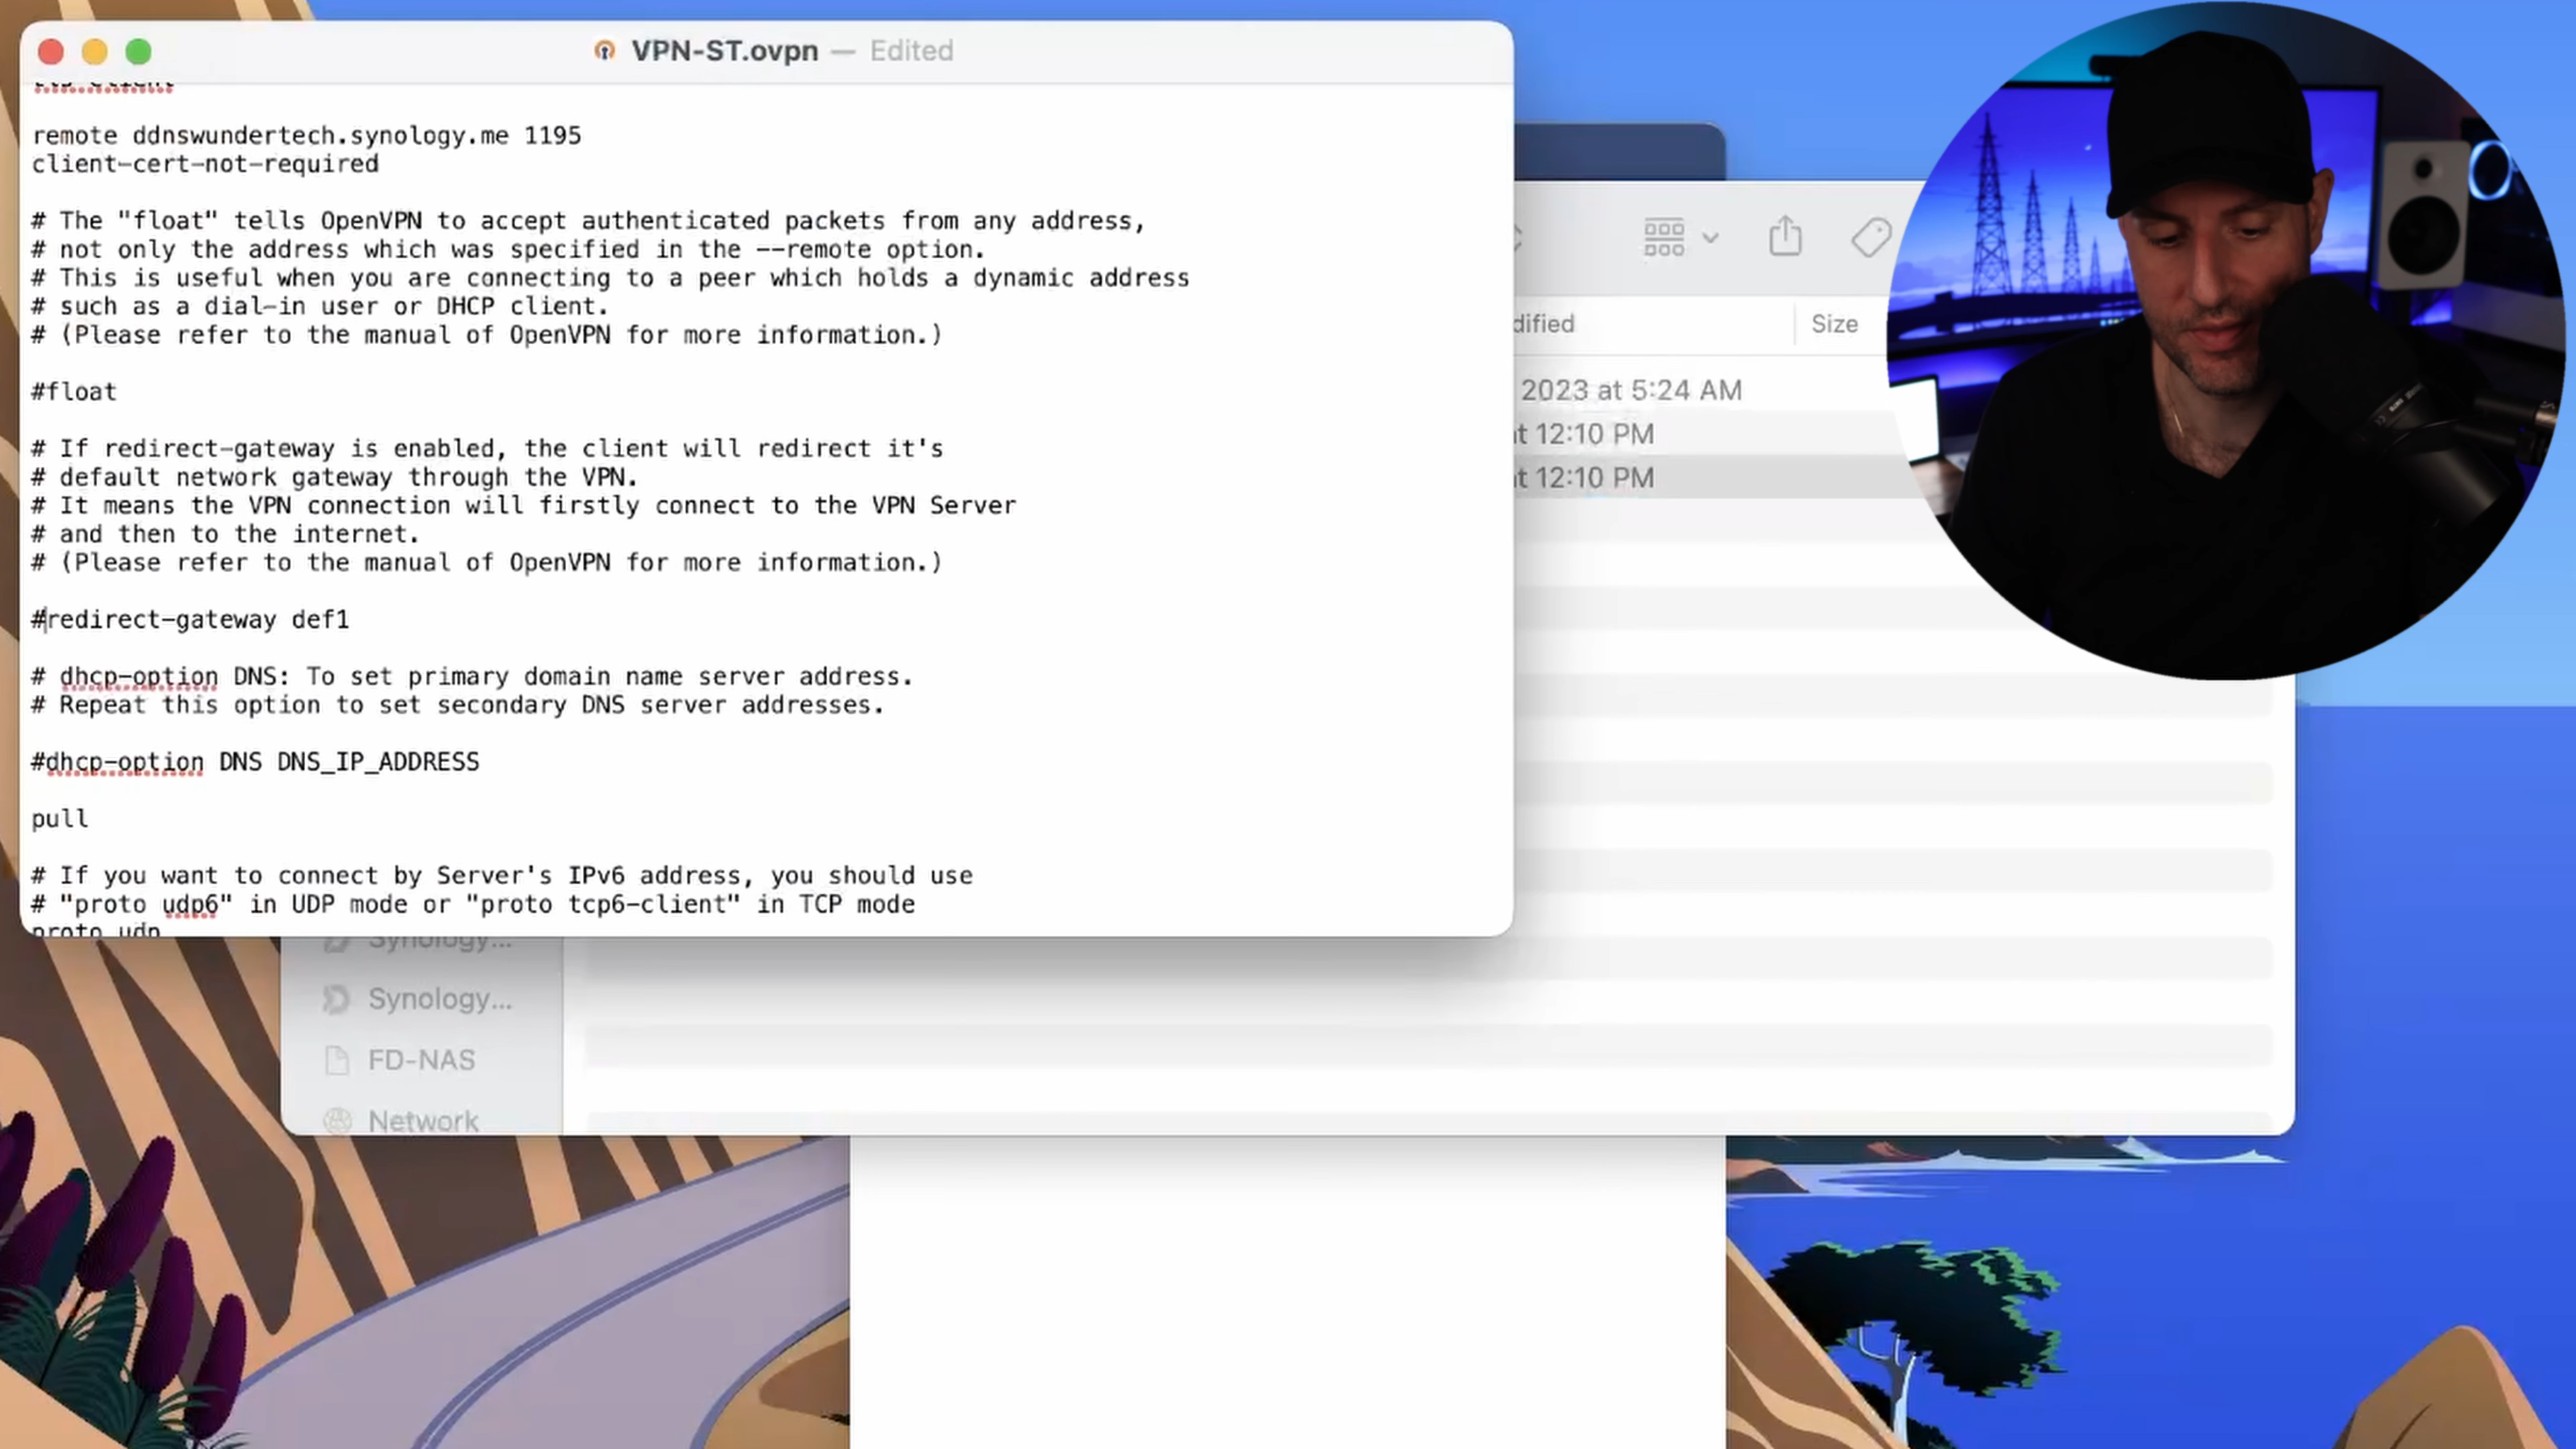 VPN-ST.ovpn — Edited
remote ddnswundertech.synology.me 1195
client-cert-not-required
# The "float" tells OpenVPN to accept authenticated packets from any address,
# not only the address which was specified in the --remote option.
# This is useful when you are connecting to a peer which holds a dynamic address
# such as a dial-in user or DHCP client.
# (Please refer to the manual of OpenVPN for more information.)
#float
# If redirect-gateway is enabled, the client will redirect it's
# default network gateway through the VPN.
# It means the VPN connection will firstly connect to the VPN Server
# and then to the internet.
# (Please refer to the manual of OpenVPN for more information.)
#redirect-gateway def1
# dhcp-option DNS: To set primary domain name server address.
# Repeat this option to set secondary DNS server addresses.
#dhcp-option DNS DNS_IP_ADDRESS
pull
# If you want to connect by Server's IPv6 address, you should use
# "proto udp6" in UDP mode or "proto tcp6-client" in TCP mode
proto udp
Size
2023 at 5:24 AM
12:10 PM
12:10 PM
Synology...
Synology...
FD-NAS
Network